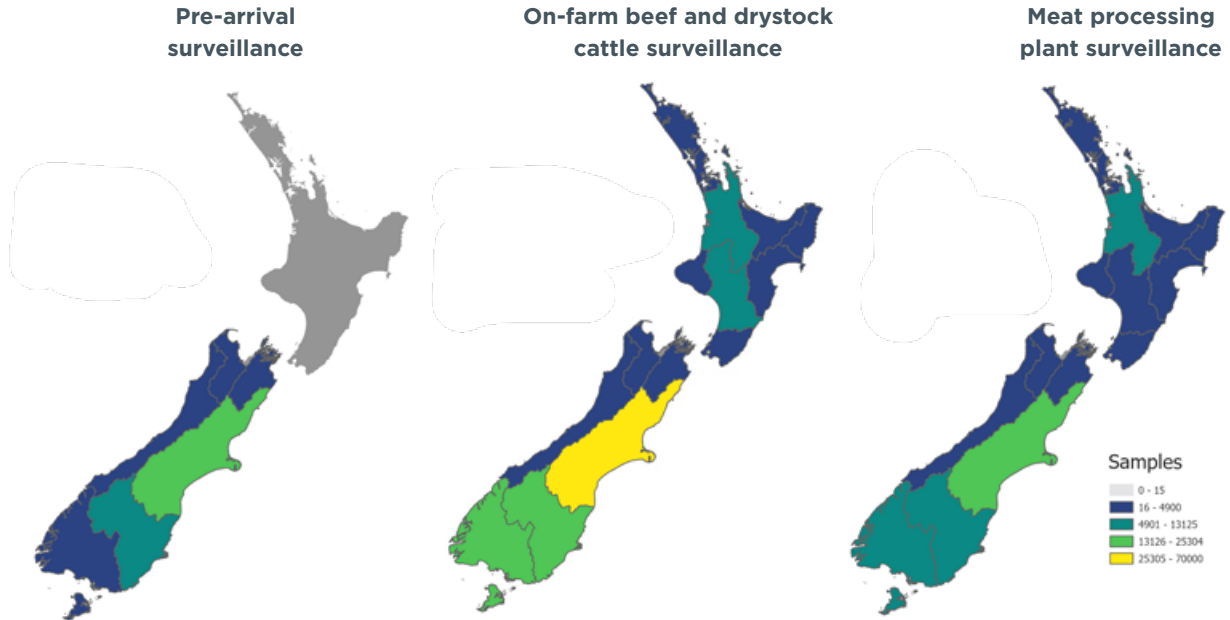 Pre-arrival
surveillance
On-farm beef and drystock
cattle surveillance
Meat processing
plant surveillance
Samples
0 - 15
16 - 4900
4901 - 13125
13126 - 25304
25305 - 70000